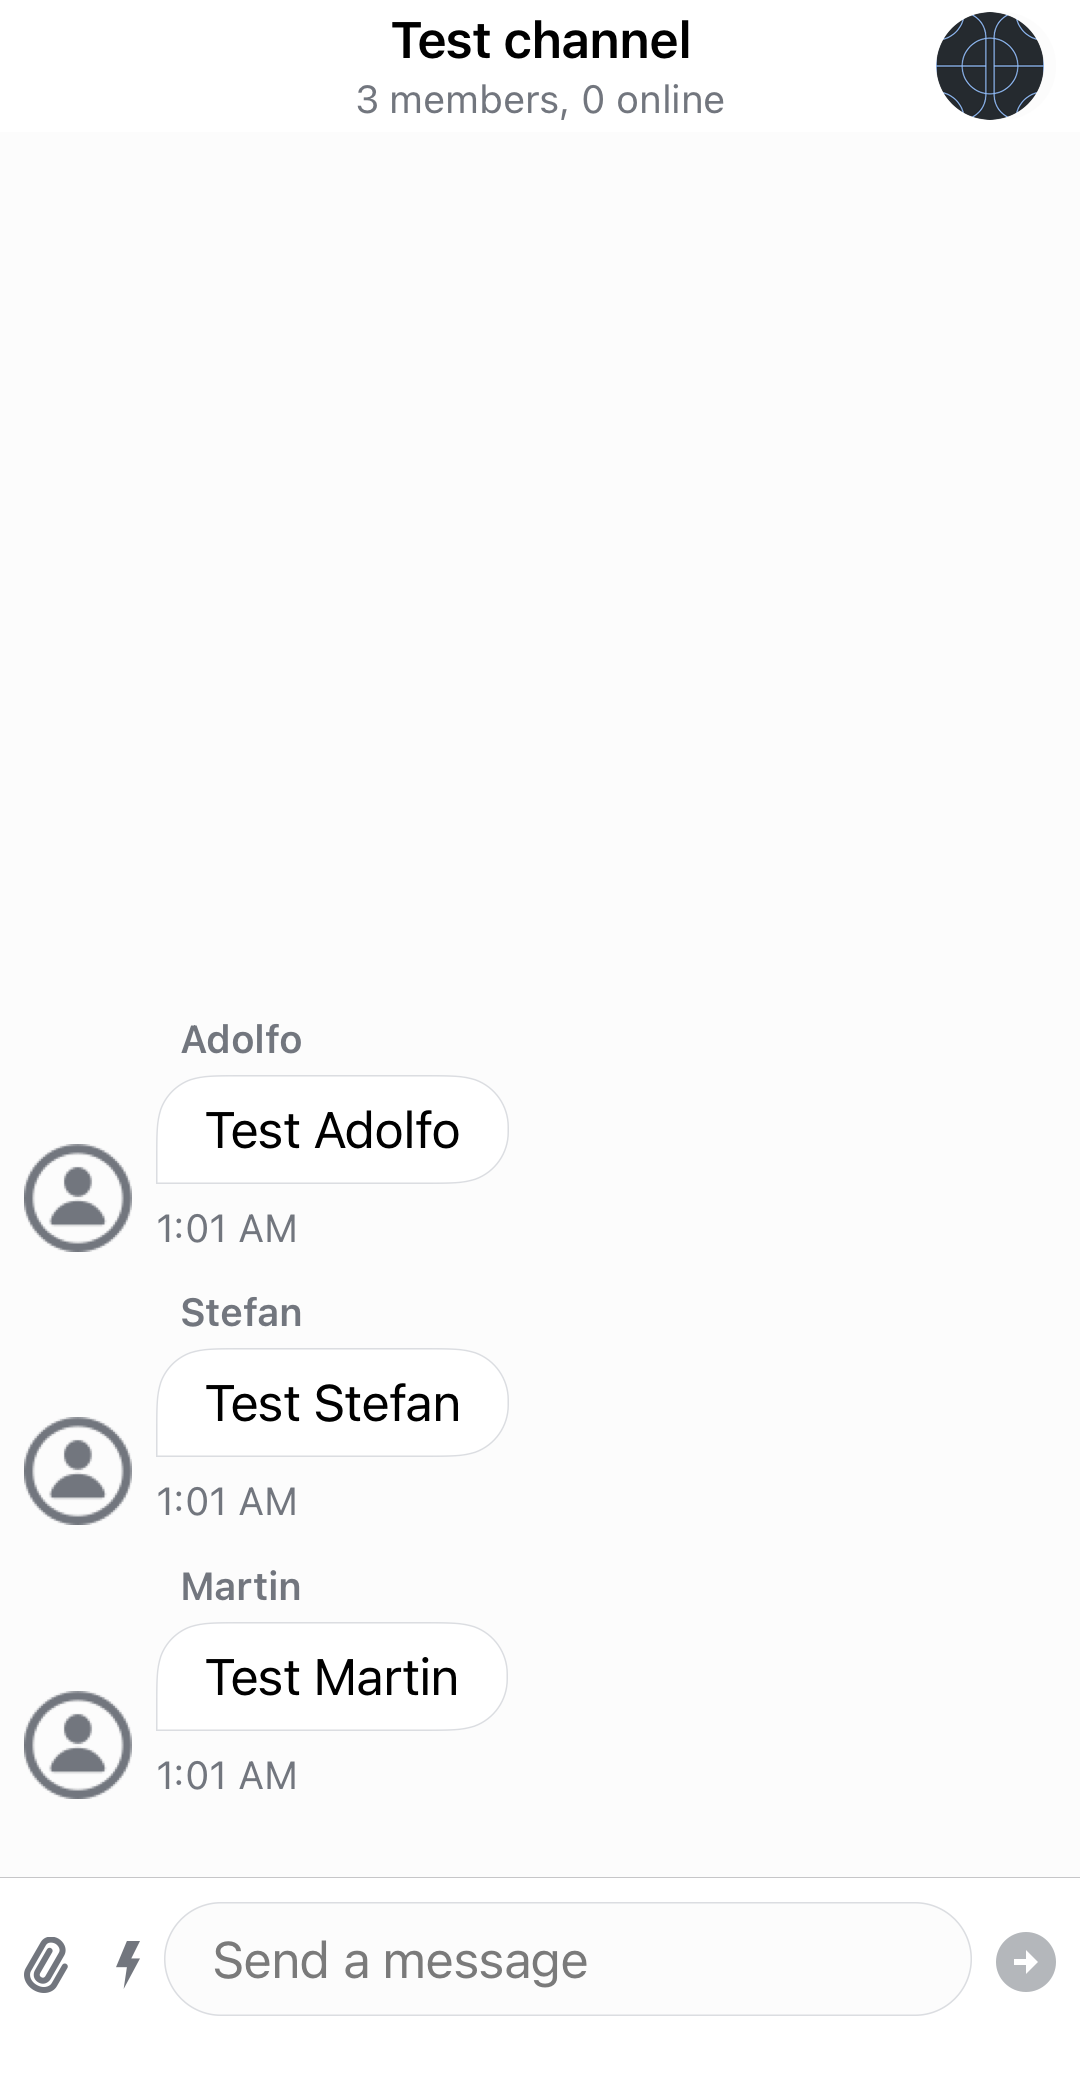 Test channel
3 members, 0 online
Adolfo
Test Adolfo
1:01 AM
Stefan
Test Stefan
1:01 AM
Martin
Test Martin
1:01 AM
Send a message